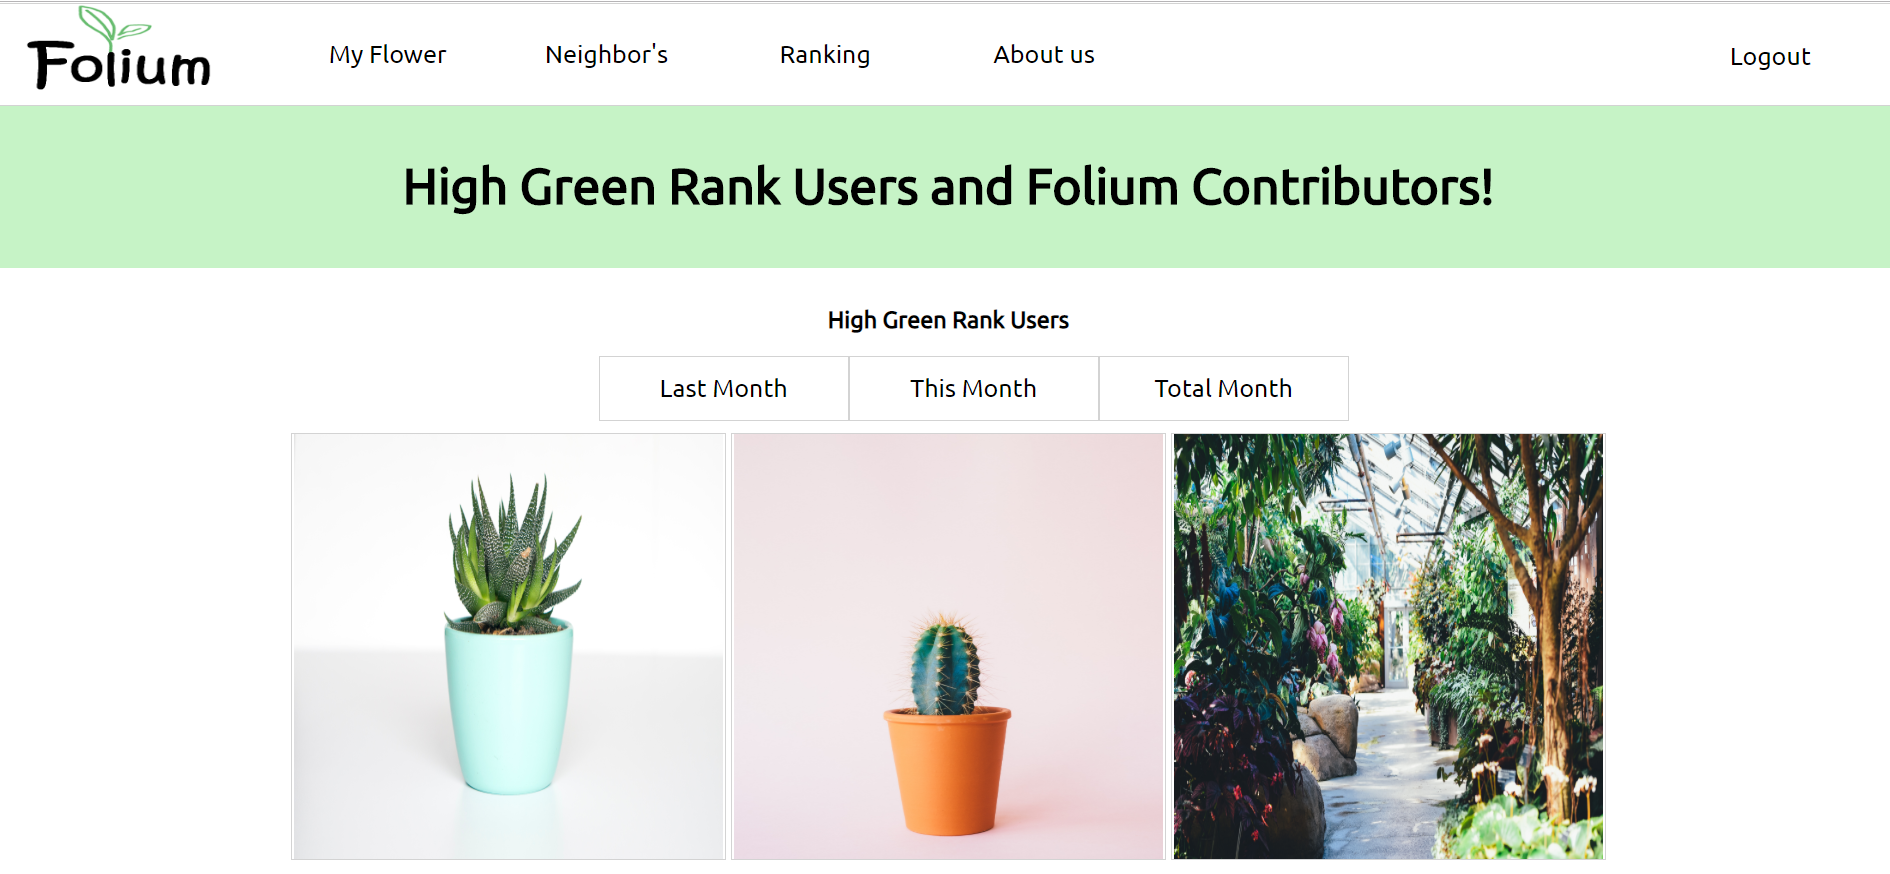 Folium
My Flower
Neighbor's
Ranking
About us
Logout
High Green Rank Users and Folium Contributors!
High Green Rank Users
Last Month
This Month
Total Month